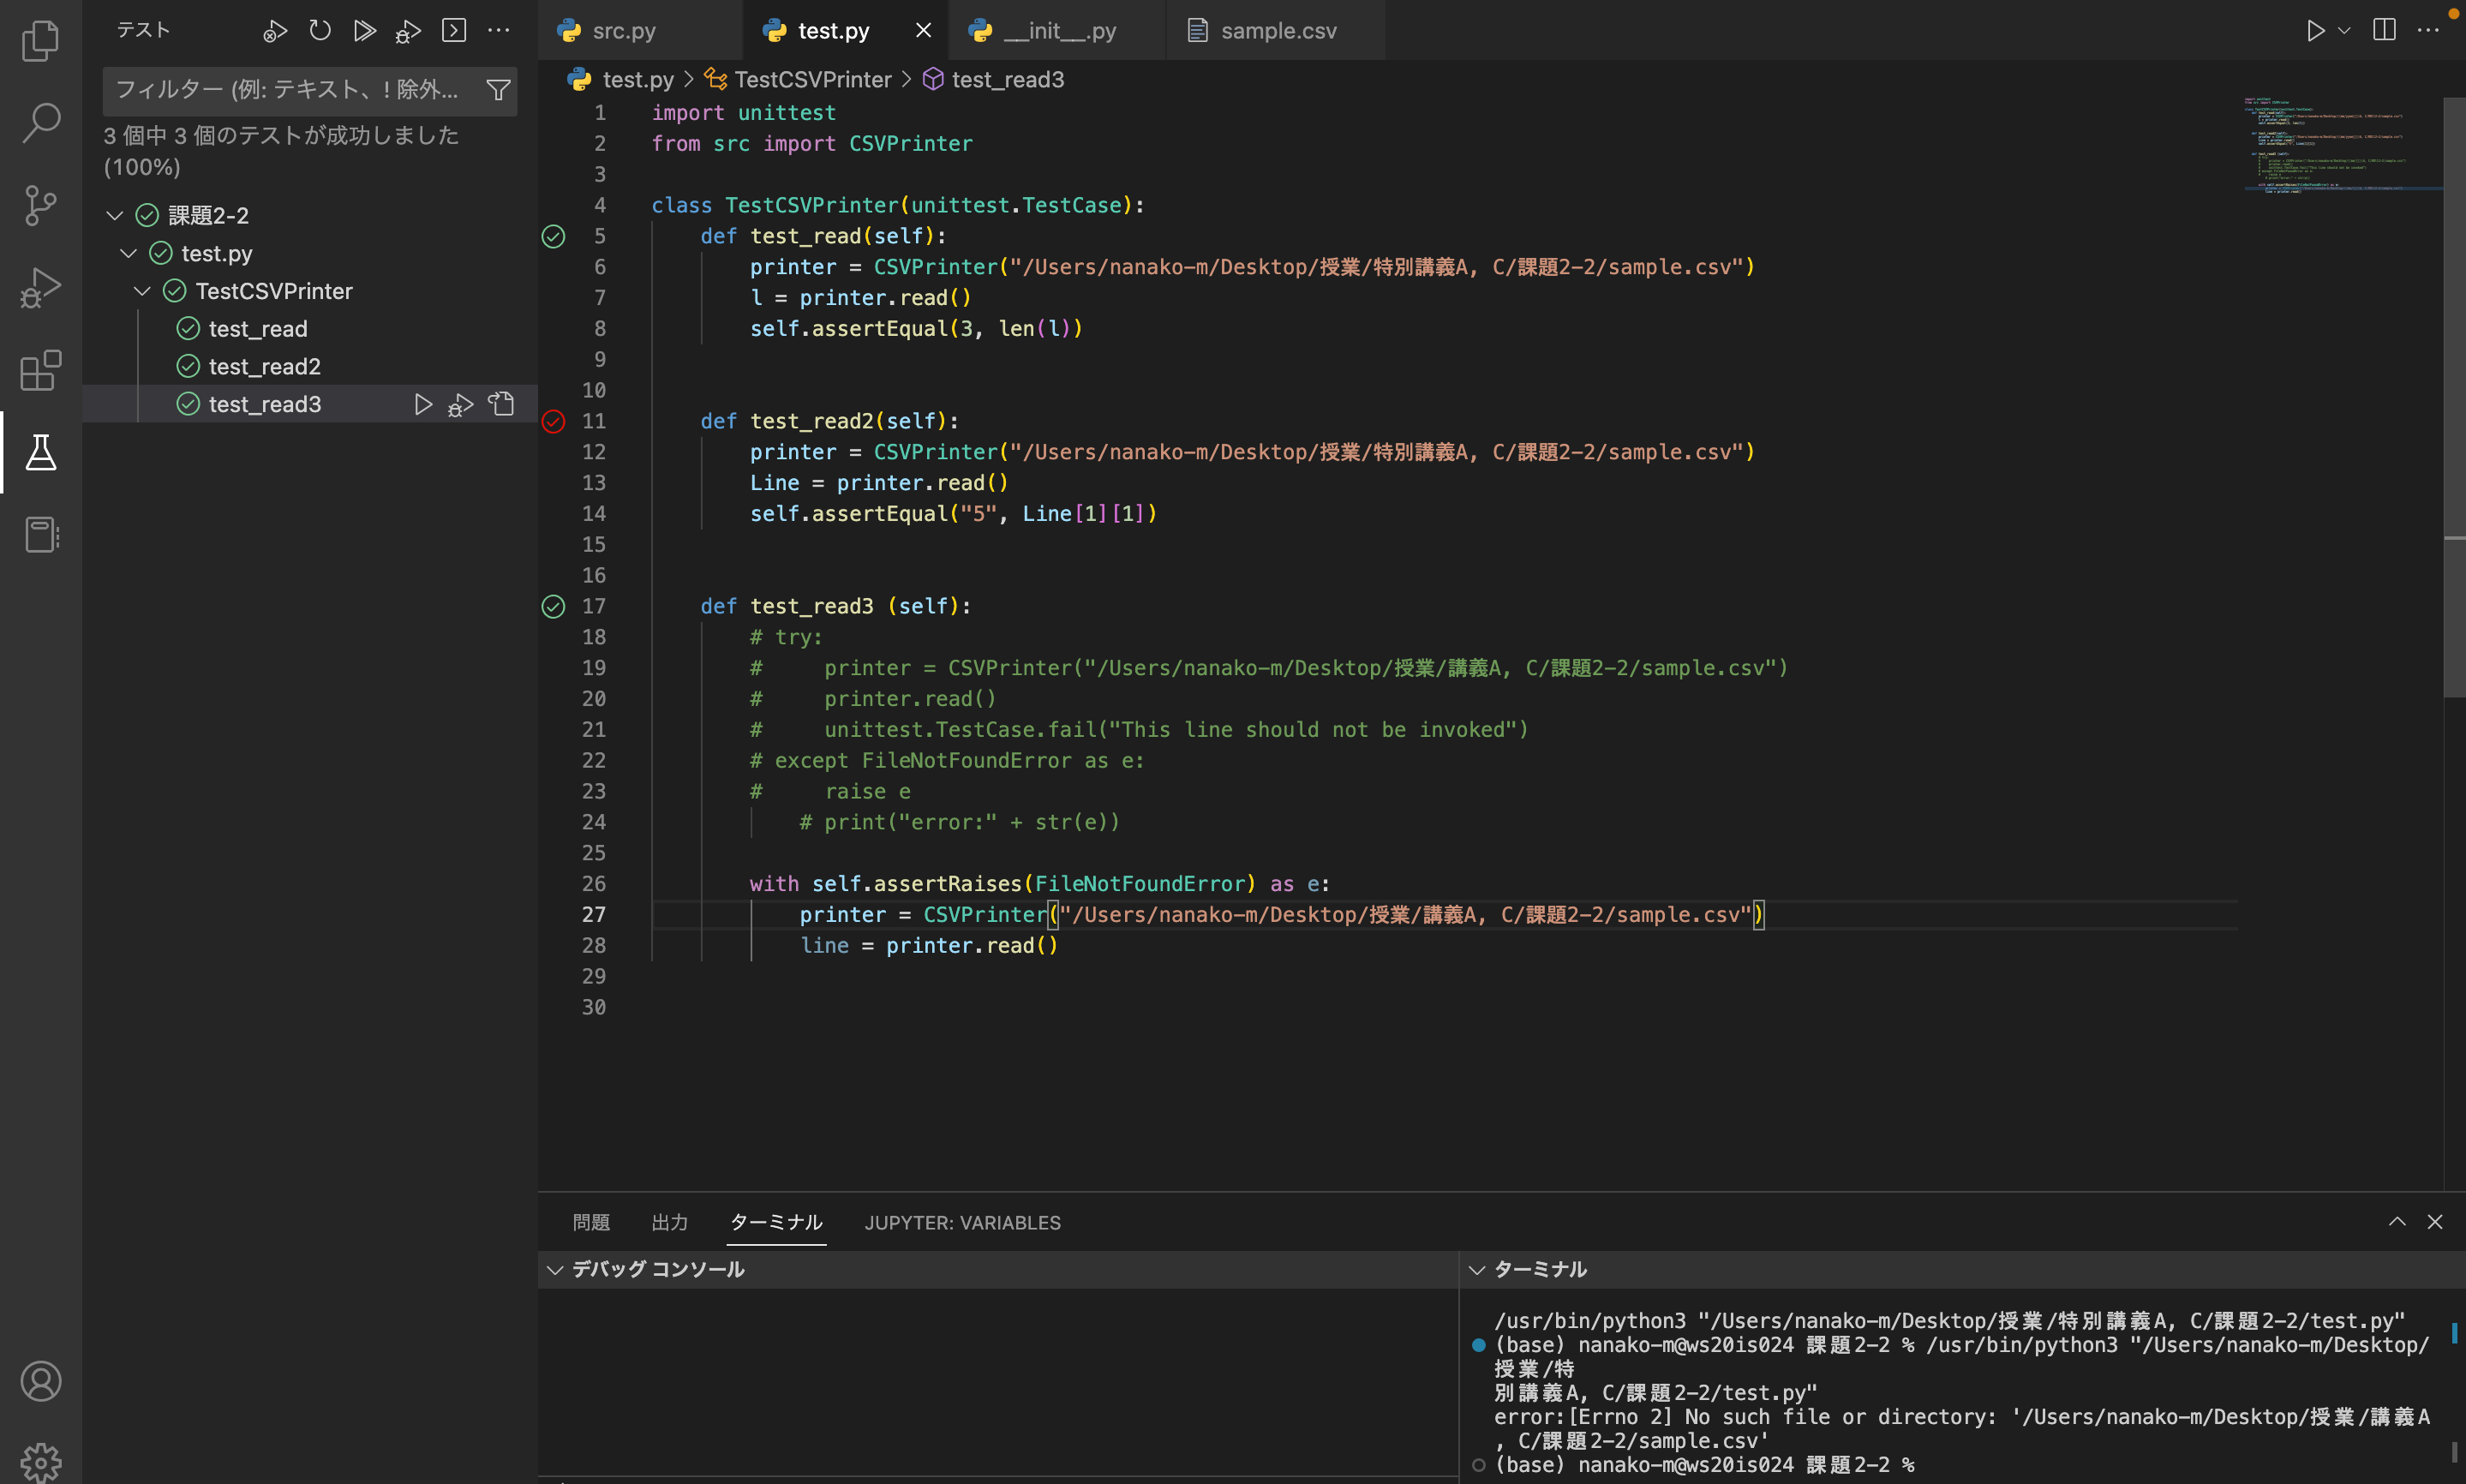 テスト
フィルター (例: テキスト、! 除外...
3 個中 3 個のテストが成功しました
(100%)
課題2-2
test.py
TestCSVPrinter
test_read
test_read2
test_read3
src.py
test.py
__init__.py
sample.csv
test.py > TestCSVPrinter > test_read3
1 import unittest
2 from src import CSVPrinter
3
4 class TestCSVPrinter(unittest.TestCase):
5 def test_read(self):
6 printer = CSVPrinter("/Users/nanako-m/Desktop/授業/特別講義A, C/課題2-2/sample.csv")
7 l = printer.read()
8 self.assertEqual(3, len(l))
9
10
11 def test_read2(self):
12 printer = CSVPrinter("/Users/nanako-m/Desktop/授業/特別講義A, C/課題2-2/sample.csv")
13 Line = printer.read()
14 self.assertEqual("5", Line[1][1])
15
16
17 def test_read3 (self):
18 # try:
19 #     printer = CSVPrinter("/Users/nanako-m/Desktop/授業/講義A, C/課題2-2/sample.csv")
20 #     printer.read()
21 #     unittest.TestCase.fail("This line should not be invoked")
22 # except FileNotFoundError as e:
23 #     raise e
24 # print("error:" + str(e))
25
26 with self.assertRaises(FileNotFoundError) as e:
27 printer = CSVPrinter("/Users/nanako-m/Desktop/授業/講義A, C/課題2-2/sample.csv")
28 line = printer.read()
29
30
問題 出力 ターミナル JUPYTER: VARIABLES
デバッグ コンソール
ターミナル
/usr/bin/python3 "/Users/nanako-m/Desktop/授業/特別講義A, C/課題2-2/test.py"
(base) nanako-m@ws20is024 課題2-2 % /usr/bin/python3 "/Users/nanako-m/Desktop/
授業/特
別講義A, C/課題2-2/test.py"
error:[Errno 2] No such file or directory: '/Users/nanako-m/Desktop/授業/講義A
, C/課題2-2/sample.csv'
(base) nanako-m@ws20is024 課題2-2 %